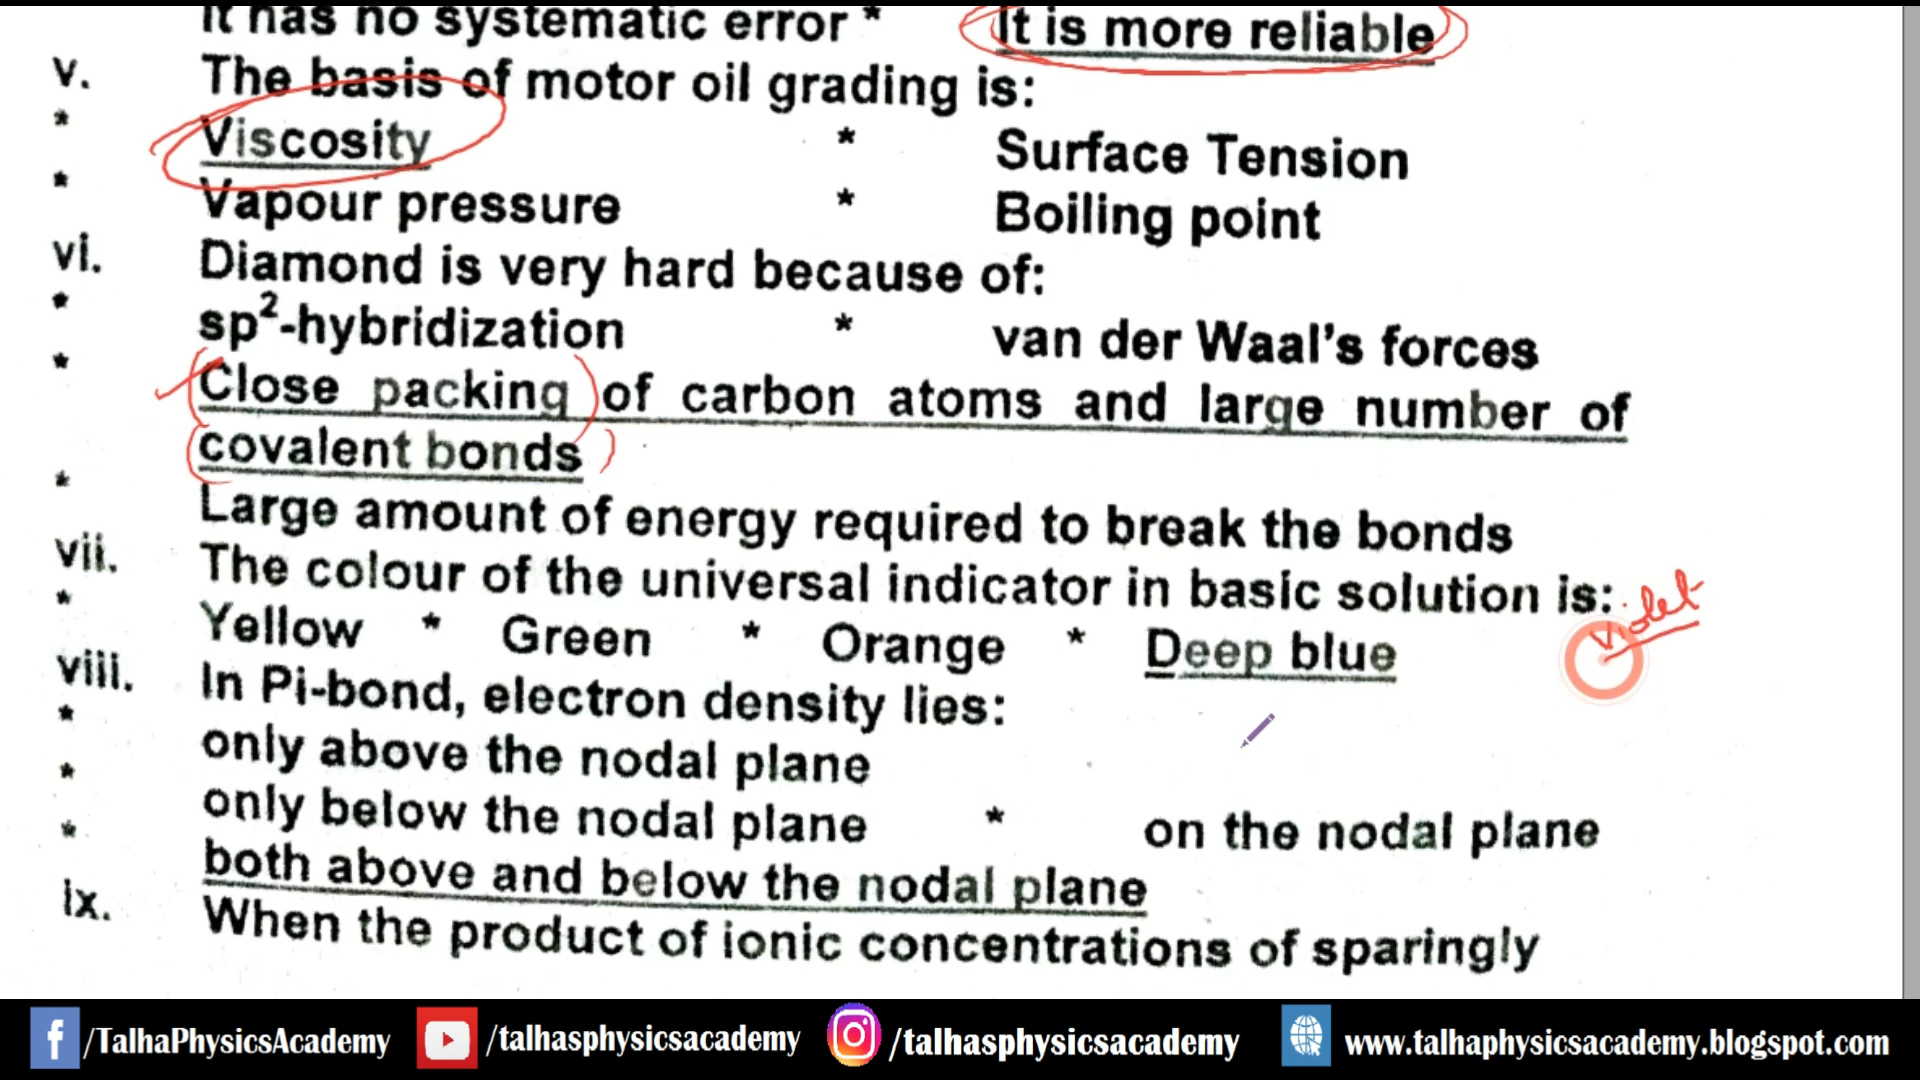 It has no systematic error * It is more reliable
v. The basis of motor oil grading is:
* Viscosity * Surface Tension
* Vapour pressure * Boiling point
vi. Diamond is very hard because of:
* sp²-hybridization * van der Waal's forces
* Close packing of carbon atoms and large number of
covalent bonds
* Large amount of energy required to break the bonds
vii. The colour of the universal indicator in basic solution is:
violet
* Yellow * Green * Orange * Deep blue
viii. In Pi-bond, electron density lies:
* only above the nodal plane
* only below the nodal plane * on the nodal plane
* both above and below the nodal plane
ix. When the product of ionic concentrations of sparingly
/TalhaPhysicsAcademy /talhasphysicsacademy /talhasphysicsacademy www.talhaphysicsacademy.blogspot.com